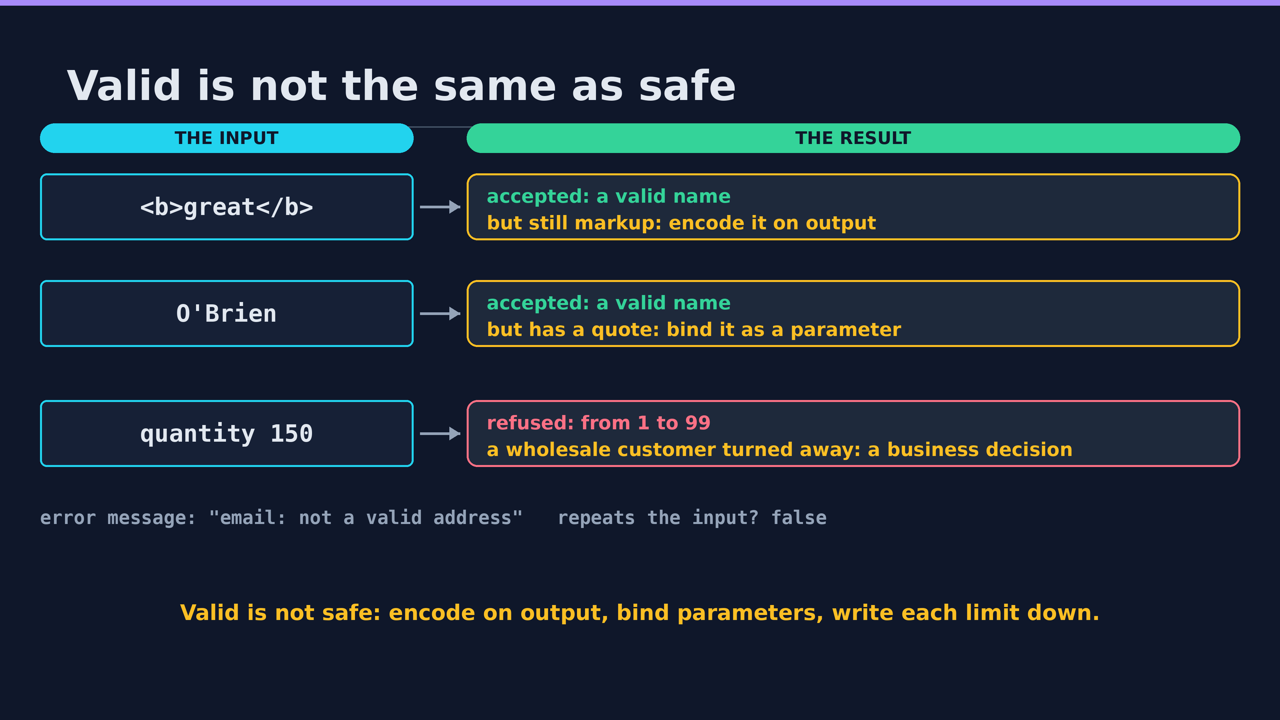 Valid is not the same as safe
THE INPUT
THE RESULT
<b>great</b>
accepted: a valid name
but still markup: encode it on output
O'Brien
accepted: a valid name
but has a quote: bind it as a parameter
quantity 150
refused: from 1 to 99
a wholesale customer turned away: a business decision
error message: "email: not a valid address"   repeats the input? false
Valid is not safe: encode on output, bind parameters, write each limit down.